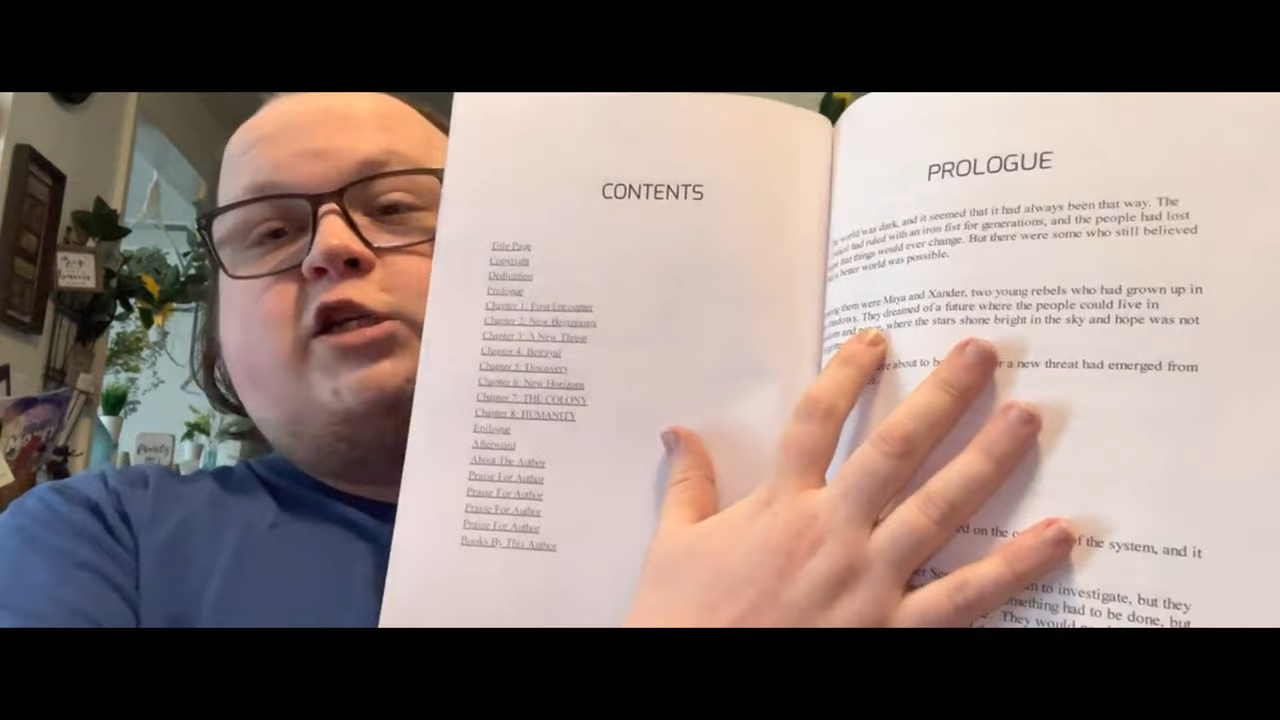 CONTENTS
Title Page
Copyright
Dedication
Prologue
Chapter 1: First Encounter
Chapter 2: New Beginnings
Chapter 3: A New Threat
Chapter 4: Betrayal
Chapter 5: Discovery
Chapter 6: New Horizons
Chapter 7: THE COLONY
Chapter 8: HUMANITY
Epilogue
Afterword
About The Author
Praise For Author
Praise For Author
Praise For Author
Praise For Author
Books By This Author
PROLOGUE
world was dark, and it seemed that it had always been that way. The
had ruled with an iron fist for generations, and the people had lost
that things would ever change. But there were some who still believed
a better world was possible.
them were Maya and Xander, two young rebels who had grown up in
They dreamed of a future where the people could live in
and where the stars shone bright in the sky and hope was not
about to a new threat had emerged from
on the of the system, and it
to investigate, but they
something had to be done, but
They would